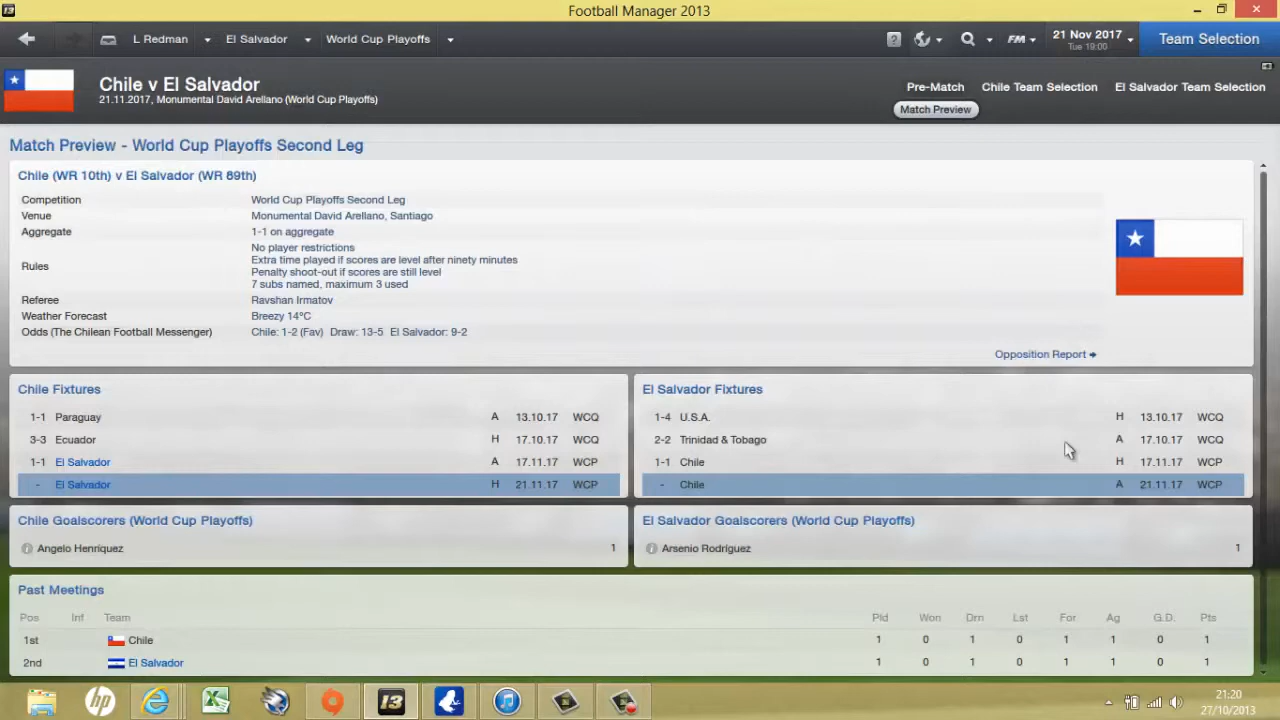 Football Manager 2013
L Redman El Salvador World Cup Playoffs FM 21 Nov 2017 Tue 19:00 Team Selection
Chile v El Salvador
21.11.2017, Monumental David Arellano (World Cup Playoffs)
Pre-Match Chile Team Selection El Salvador Team Selection
Match Preview
Match Preview - World Cup Playoffs Second Leg
Chile (WR 10th) v El Salvador (WR 89th)
Competition World Cup Playoffs Second Leg
Venue Monumental David Arellano, Santiago
Aggregate 1-1 on aggregate
Rules No player restrictions
Extra time played if scores are level after ninety minutes
Penalty shoot-out if scores are still level
7 subs named, maximum 3 used
Referee Ravshan Irmatov
Weather Forecast Breezy 14°C
Odds (The Chilean Football Messenger) Chile: 1-2 (Fav) Draw: 13-5 El Salvador: 9-2
Opposition Report
Chile Fixtures
1-1 Paraguay A 13.10.17 WCQ
3-3 Ecuador H 17.10.17 WCQ
1-1 El Salvador A 17.11.17 WCP
- El Salvador H 21.11.17 WCP
El Salvador Fixtures
1-4 U.S.A. H 13.10.17 WCQ
2-2 Trinidad & Tobago A 17.10.17 WCQ
1-1 Chile H 17.11.17 WCP
- Chile A 21.11.17 WCP
Chile Goalscorers (World Cup Playoffs)
Angelo Henríquez 1
El Salvador Goalscorers (World Cup Playoffs)
Arsenio Rodríguez 1
Past Meetings
Pos Inf Team Pld Won Drn Lst For Ag G.D. Pts
1st Chile 1 0 1 0 1 1 0 1
2nd El Salvador 1 0 1 0 1 1 0 1
hp 13
21:20
27/10/2013